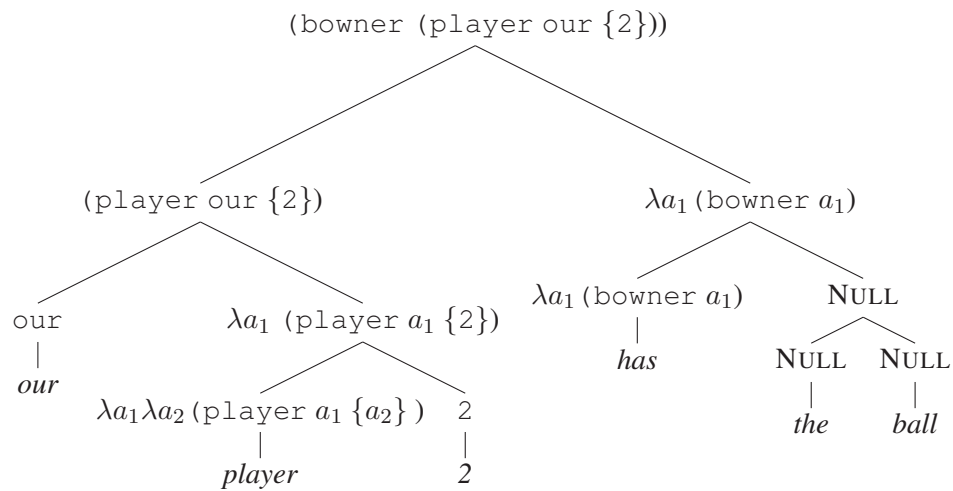 (bowner (player our {2}))
(player our {2}) λa₁(bowner a₁)
our λa₁ (player a₁ {2}) λa₁(bowner a₁) NULL
our has NULL NULL
λa₁λa₂(player a₁ {a₂} ) 2 the ball
player 2